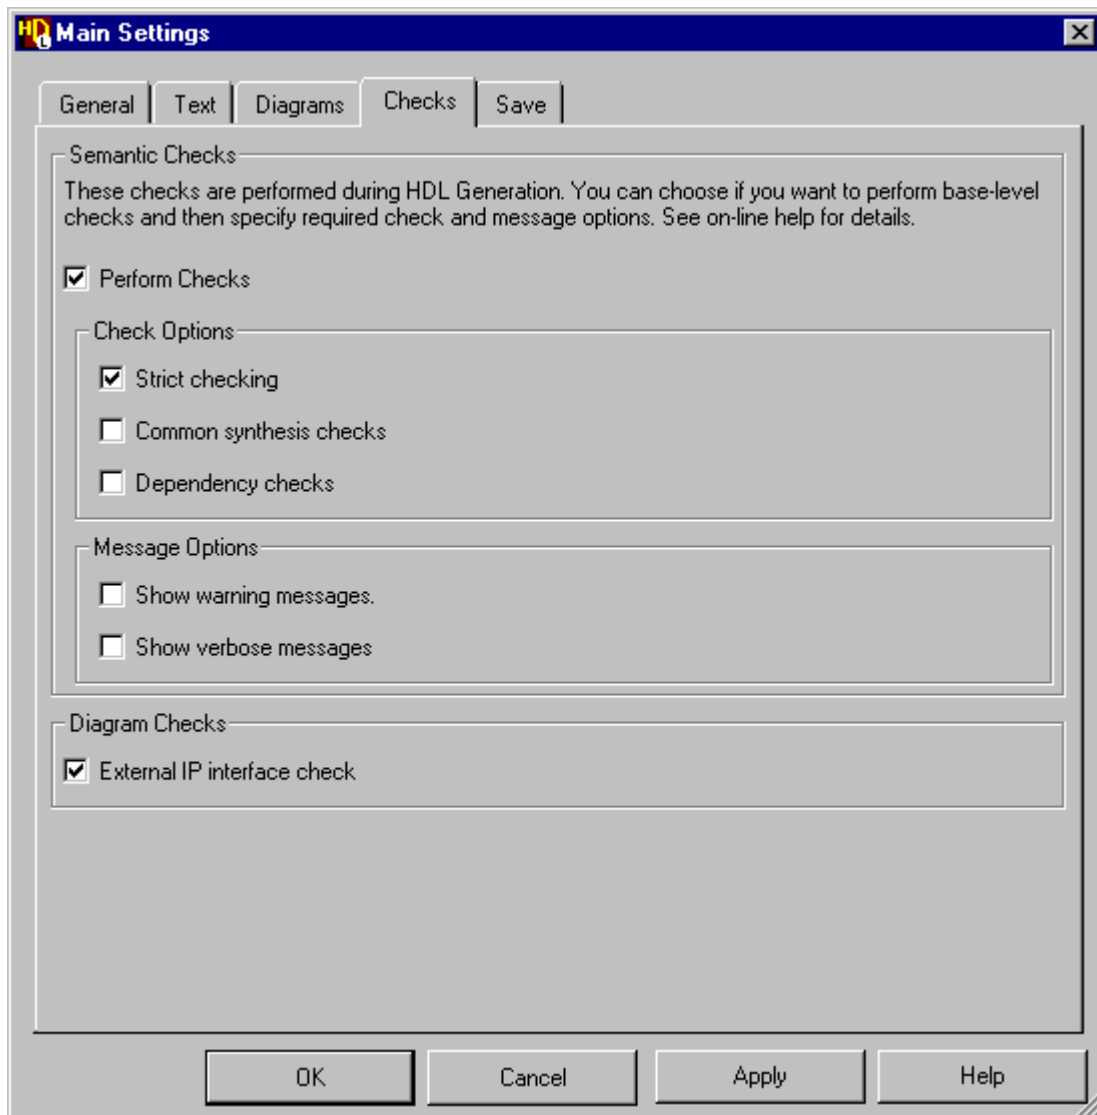 HDL Main Settings
General Text Diagrams Checks Save
Semantic Checks
These checks are performed during HDL Generation. You can choose if you want to perform base-level
checks and then specify required check and message options. See on-line help for details.
Perform Checks
Check Options
Strict checking
Common synthesis checks
Dependency checks
Message Options
Show warning messages.
Show verbose messages
Diagram Checks
External IP interface check
OK Cancel Apply Help